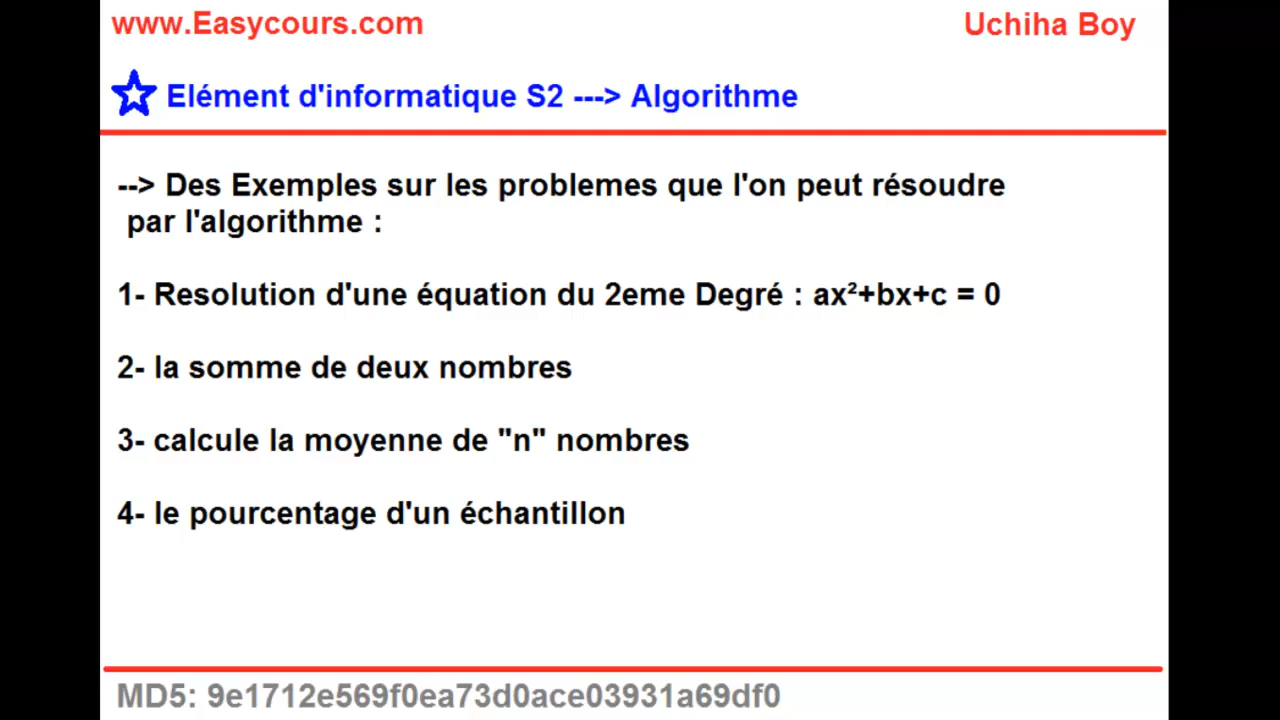 www.Easycours.com
Uchiha Boy
Elément d'informatique S2 ---> Algorithme
--> Des Exemples sur les problemes que l'on peut résoudre
par l'algorithme :
1- Resolution d'une équation du 2eme Degré : ax²+bx+c = 0
2- la somme de deux nombres
3- calcule la moyenne de "n" nombres
4- le pourcentage d'un échantillon
MD5: 9e1712e569f0ea73d0ace03931a69df0